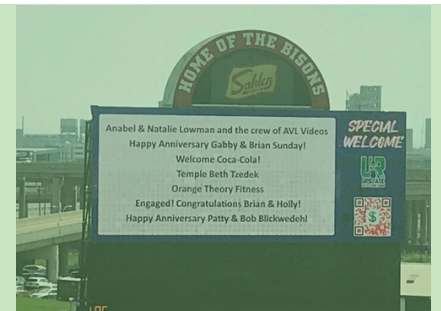 HOME OF THE BISONS
Sahlen
Anabel & Natalie Lowman and the crew of AVL Videos
Happy Anniversary Gabby & Brian Sunday!
Welcome Coca-Cola!
Temple Beth Tzedek
Orange Theory Fitness
Engaged! Congratulations Brian & Holly!
Happy Anniversary Patty & Bob Blickwedehl
SPECIAL
WELCOME
$